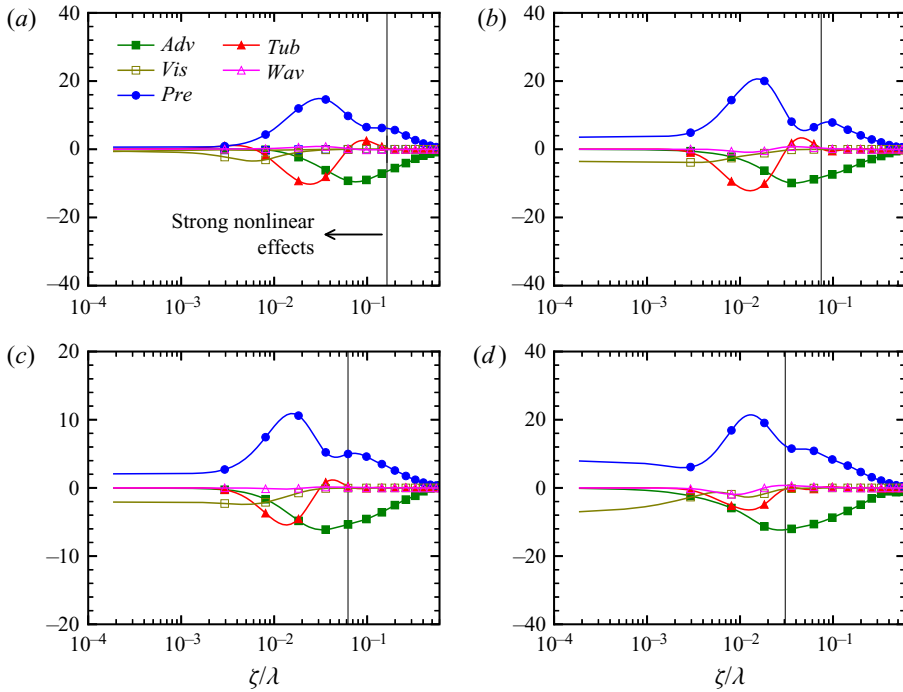 (a)
40
20
0
–20
–40
Adv
Vis
Pre
Tub
Wav
Strong nonlinear
effects
10⁻⁴ 10⁻³ 10⁻² 10⁻¹
(b)
40
20
0
–20
–40
10⁻⁴ 10⁻³ 10⁻² 10⁻¹
(c)
20
10
0
–10
–20
10⁻⁴ 10⁻³ 10⁻² 10⁻¹
ζ/λ
(d)
40
20
0
–20
–40
10⁻⁴ 10⁻³ 10⁻² 10⁻¹
ζ/λ